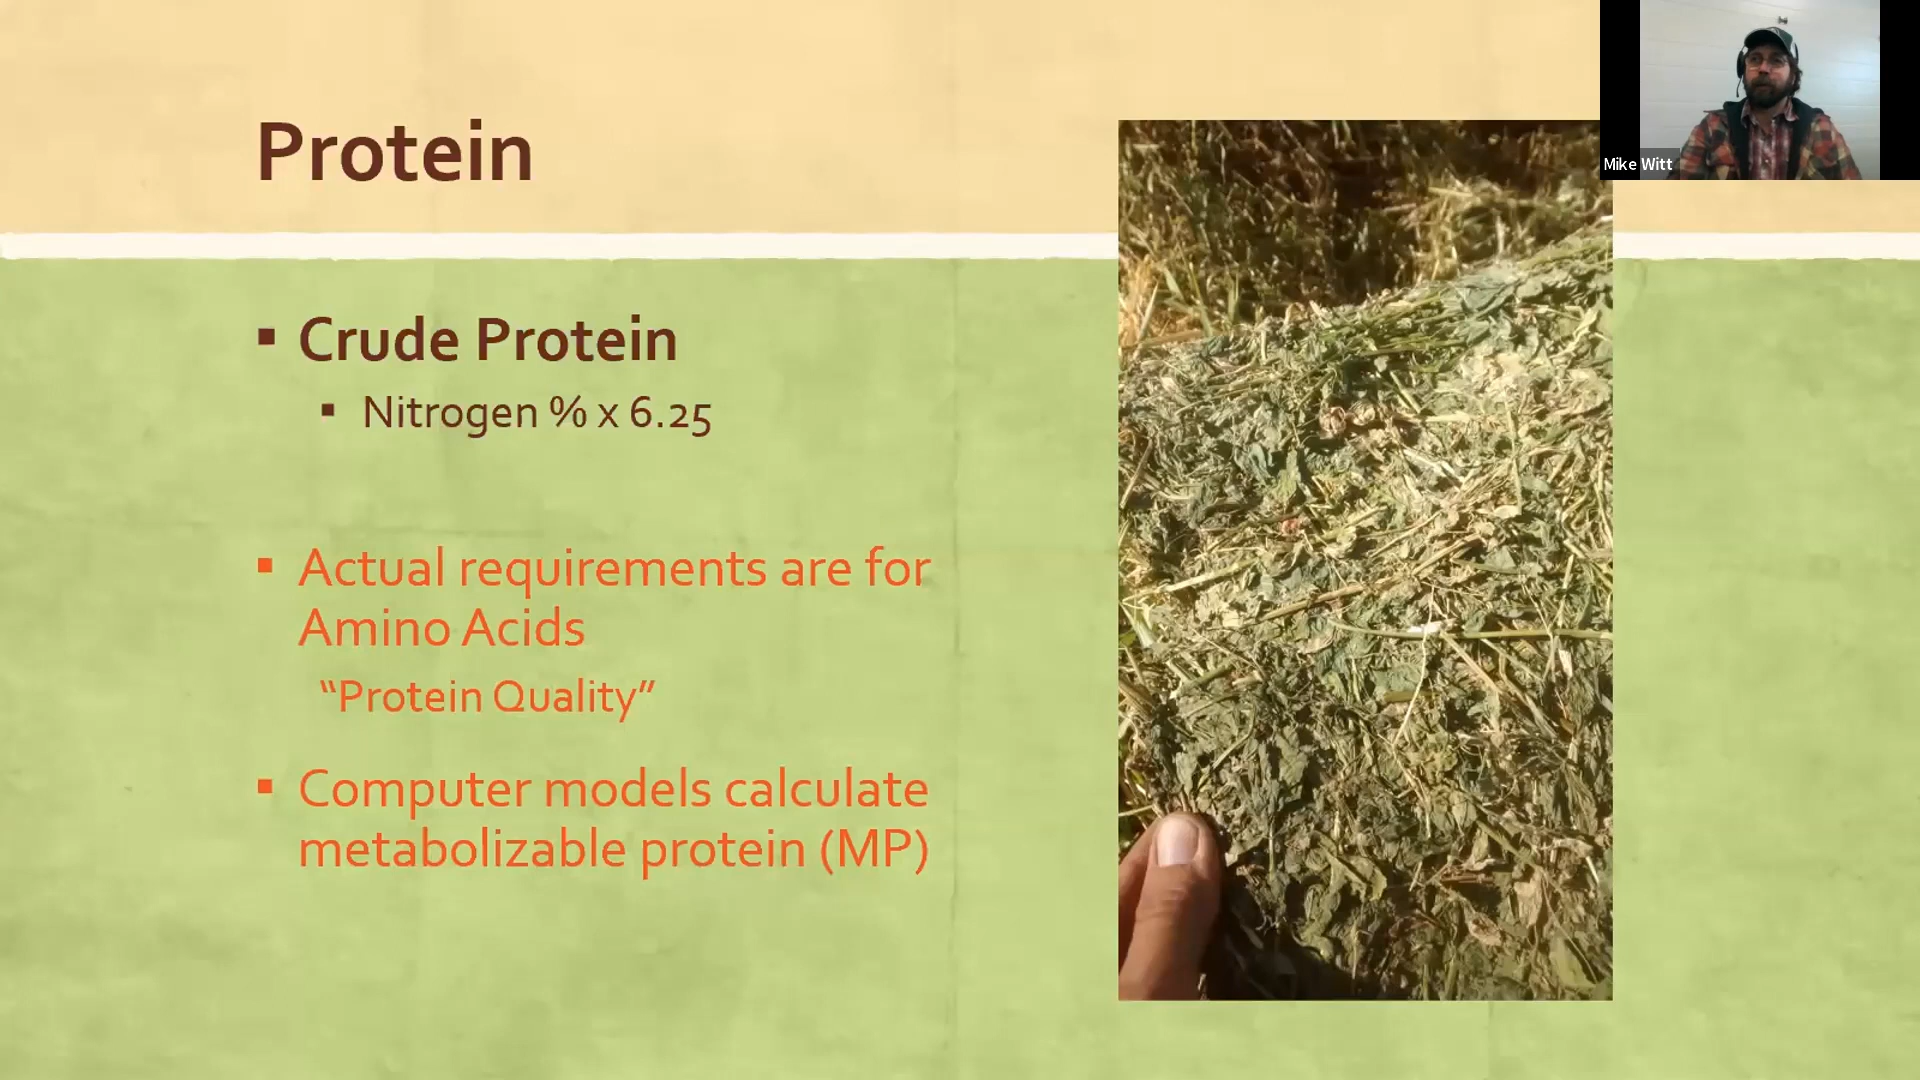 Protein
Mike Witt
▪ Crude Protein
▪ Nitrogen % x 6.25
▪ Actual requirements are for
Amino Acids
“Protein Quality”
▪ Computer models calculate
metabolizable protein (MP)